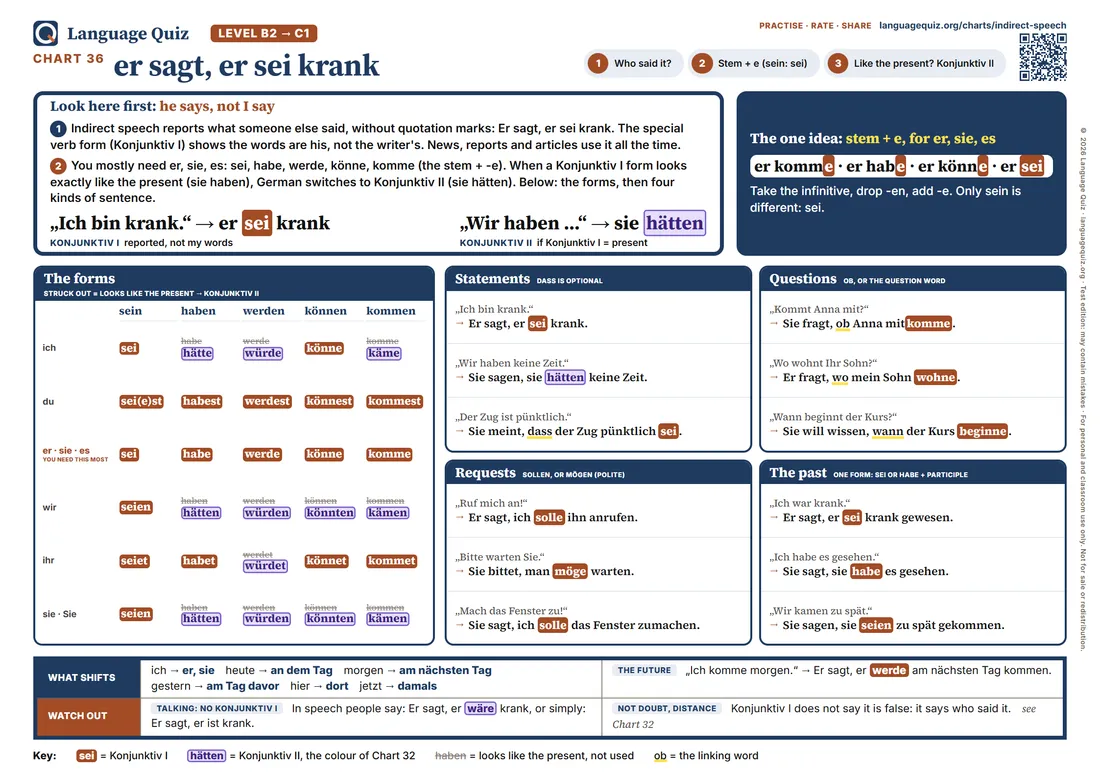 Language Quiz LEVEL B2 → C1
PRACTISE · RATE · SHARE languagequiz.org/charts/indirect-speech
CHART 36 er sagt, er sei krank
1 Who said it? 2 Stem + e (sein: sei) 3 Like the present? Konjunktiv II
Look here first: he says, not I say
1 Indirect speech reports what someone else said, without quotation marks: Er sagt, er sei krank. The special
verb form (Konjunktiv I) shows the words are his, not the writer's. News, reports and articles use it all the time.
2 You mostly need er, sie, es: sei, habe, werde, könne, komme (the stem + -e). When a Konjunktiv I form looks
exactly like the present (sie haben), German switches to Konjunktiv II (sie hätten). Below: the forms, then four
kinds of sentence.
„Ich bin krank.“ → er sei krank
KONJUNKTIV I reported, not my words
„Wir haben ...“ → sie hätten
KONJUNKTIV II if Konjunktiv I = present
The one idea: stem + e, for er, sie, es
er komme · er habe · er könne · er sei
Take the infinitive, drop -en, add -e. Only sein is
different: sei.
The forms
STRUCK OUT = LOOKS LIKE THE PRESENT → KONJUNKTIV II
sein haben werden können kommen
ich sei habe hätte werde würde könne komme käme
du sei(e)st habest werdest könnest kommest
er · sie · es sei habe werde könne komme
YOU NEED THIS MOST
wir seien haben hätten werden würden können könnten kommen kämen
ihr seiet habet werdet würdet könnet kommet
sie · Sie seien haben hätten werden würden können könnten kommen kämen
Statements DASS IS OPTIONAL
„Ich bin krank.“
→ Er sagt, er sei krank.
„Wir haben keine Zeit.“
→ Sie sagen, sie hätten keine Zeit.
„Der Zug ist pünktlich.“
→ Sie meint, dass der Zug pünktlich sei.
Questions OB, OR THE QUESTION WORD
„Kommt Anna mit?“
→ Sie fragt, ob Anna mitkomme.
„Wo wohnt Ihr Sohn?“
→ Er fragt, wo mein Sohn wohne.
„Wann beginnt der Kurs?“
→ Sie will wissen, wann der Kurs beginne.
Requests SOLLEN, OR MÖGEN (POLITE)
„Ruf mich an!“
→ Er sagt, ich solle ihn anrufen.
„Bitte warten Sie.“
→ Sie bittet, man möge warten.
„Mach das Fenster zu!“
→ Sie sagt, ich solle das Fenster zumachen.
The past ONE FORM: SEI OR HABE + PARTICIPLE
„Ich war krank.“
→ Er sagt, er sei krank gewesen.
„Ich habe es gesehen.“
→ Sie sagt, sie habe es gesehen.
„Wir kamen zu spät.“
→ Sie sagen, sie seien zu spät gekommen.
WHAT SHIFTS
ich → er, sie heute → an dem Tag morgen → am nächsten Tag
gestern → am Tag davor hier → dort jetzt → damals
THE FUTURE „Ich komme morgen.“ → Er sagt, er werde am nächsten Tag kommen.
WATCH OUT
TALKING: NO KONJUNKTIV I In speech people say: Er sagt, er wäre krank, or simply:
Er sagt, er ist krank.
NOT DOUBT, DISTANCE Konjunktiv I does not say it is false: it says who said it. see
Chart 32
Key: sei = Konjunktiv I hätten = Konjunktiv II, the colour of Chart 32 haben = looks like the present, not used ob = the linking word
© 2026 Language Quiz · languagequiz.org · Test edition: may contain mistakes · For personal and classroom use only. Not for sale or redistribution.